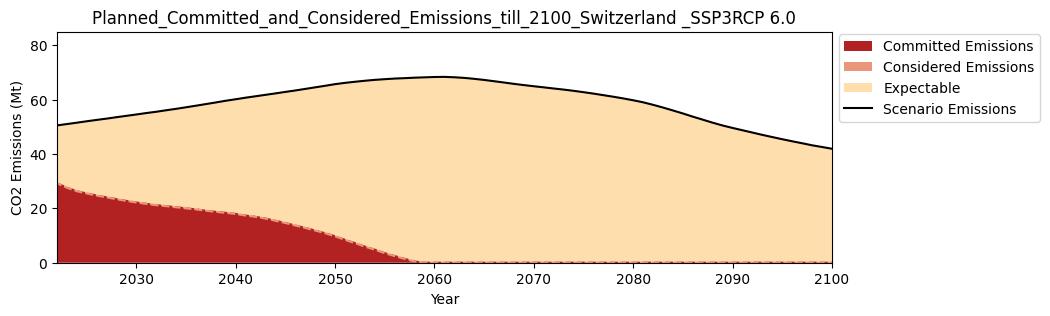 Planned_Committed_and_Considered_Emissions_till_2100_Switzerland _SSP3RCP 6.0
80
60
40
20
0
CO2 Emissions (Mt)
2030
2040
2050
2060
2070
2080
2090
2100
Year
Committed Emissions
Considered Emissions
Expectable
Scenario Emissions